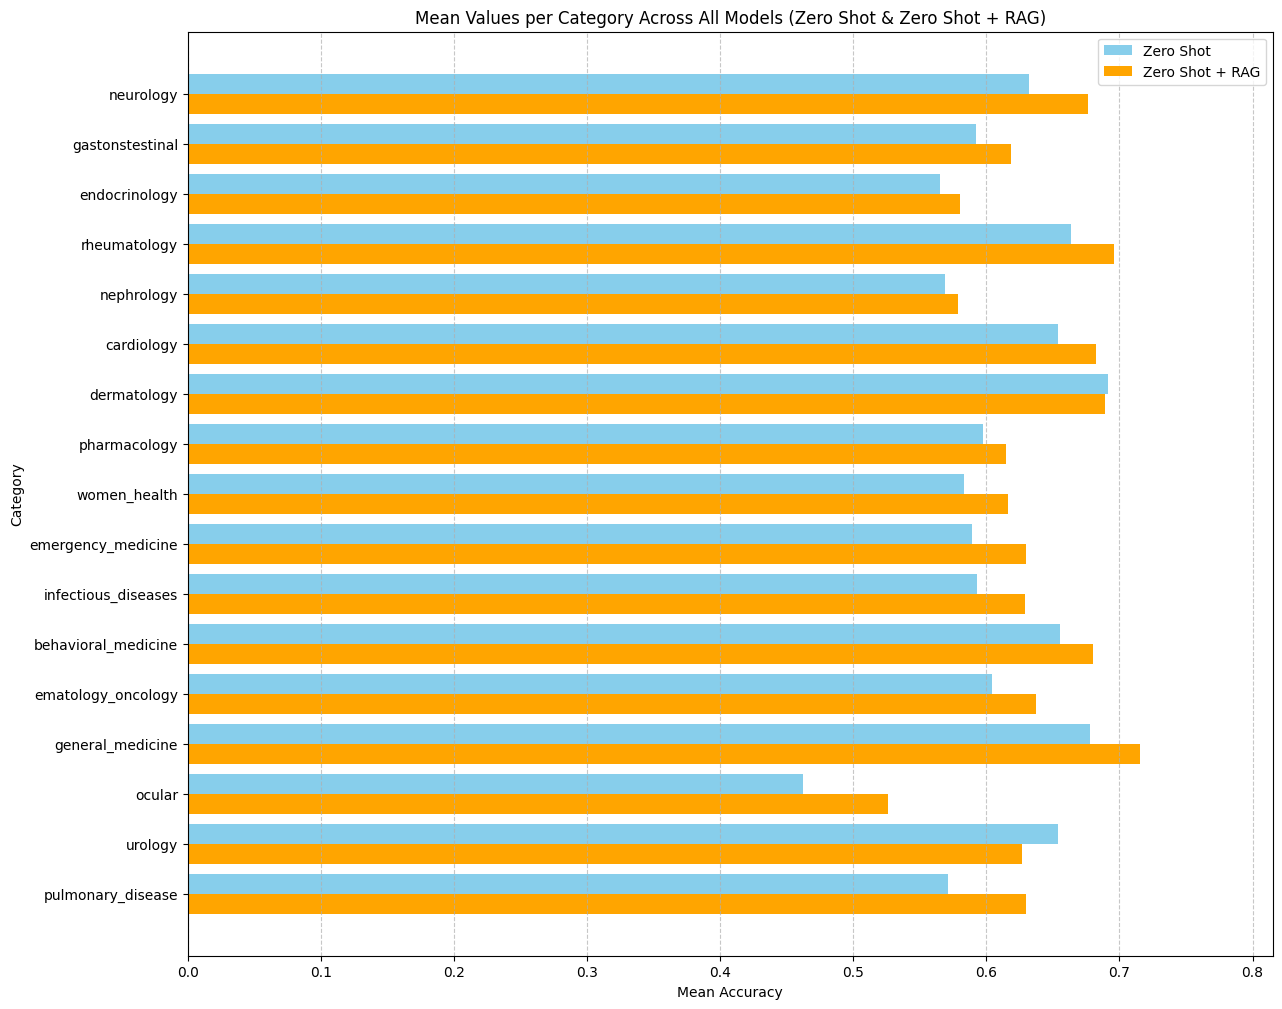 Mean Values per Category Across All Models (Zero Shot & Zero Shot + RAG)
Zero Shot
Zero Shot + RAG
Category
neurology
gastonstestinal
endocrinology
rheumatology
nephrology
cardiology
dermatology
pharmacology
women_health
emergency_medicine
infectious_diseases
behavioral_medicine
ematology_oncology
general_medicine
ocular
urology
pulmonary_disease
0.0 0.1 0.2 0.3 0.4 0.5 0.6 0.7 0.8
Mean Accuracy